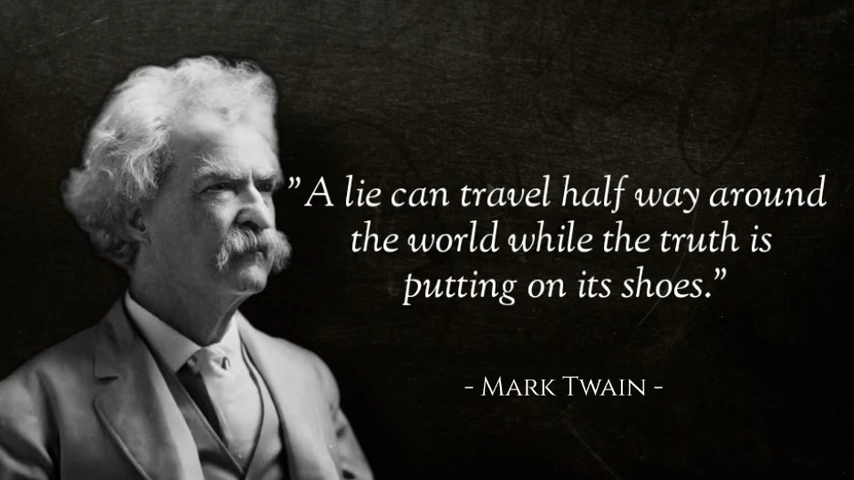 ”A lie can travel half way around
the world while the truth is
putting on its shoes.”
- Mark Twain -